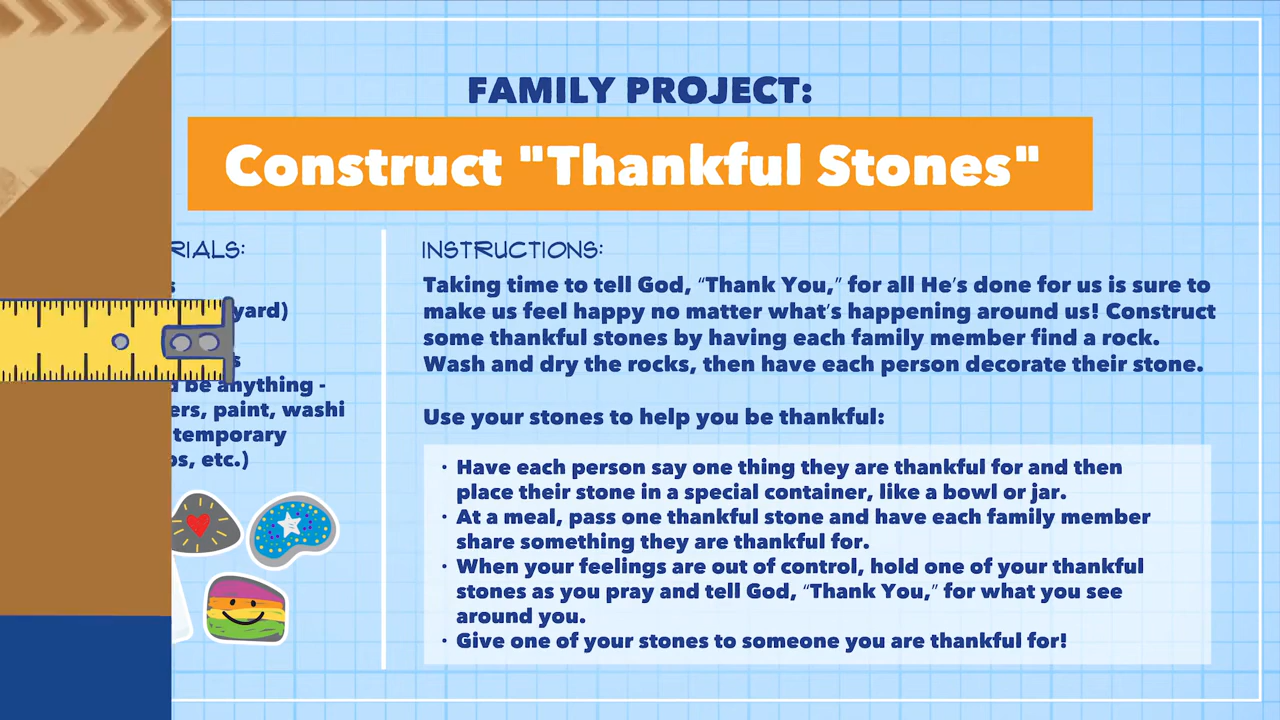 FAMILY PROJECT:
Construct "Thankful Stones"
RIALS:
s
yard)
s
d be anything -
ers, paint, washi
temporary
os, etc.)
INSTRUCTIONS:
Taking time to tell God, “Thank You,” for all He’s done for us is sure to
make us feel happy no matter what’s happening around us! Construct
some thankful stones by having each family member find a rock.
Wash and dry the rocks, then have each person decorate their stone.
Use your stones to help you be thankful:
· Have each person say one thing they are thankful for and then
place their stone in a special container, like a bowl or jar.
· At a meal, pass one thankful stone and have each family member
share something they are thankful for.
· When your feelings are out of control, hold one of your thankful
stones as you pray and tell God, “Thank You,” for what you see
around you.
· Give one of your stones to someone you are thankful for!